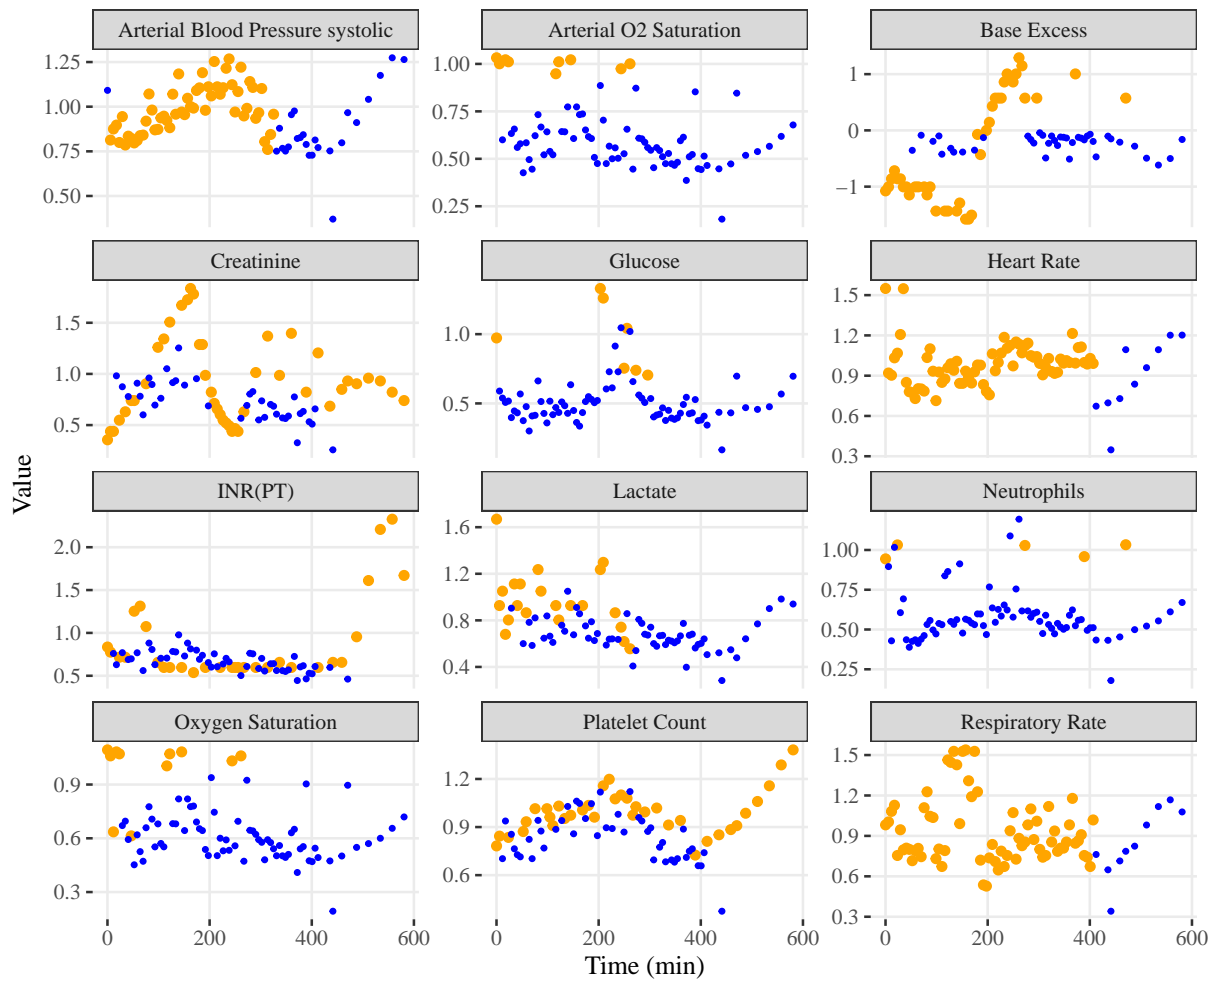 Arterial Blood Pressure systolic
Arterial O2 Saturation
Base Excess
1.25
1.00
0.75
0.50
1.00
0.75
0.50
0.25
1
0
−1
Creatinine
Glucose
Heart Rate
1.5
1.0
0.5
1.0
0.5
1.5
1.2
0.9
0.6
0.3
INR(PT)
Lactate
Neutrophils
2.0
1.5
1.0
0.5
1.6
1.2
0.8
0.4
1.00
0.75
0.50
0.25
Oxygen Saturation
Platelet Count
Respiratory Rate
0.9
0.6
0.3
1.2
0.9
0.6
1.5
1.2
0.9
0.6
0.3
0 200 400 600
0 200 400 600
0 200 400 600
Time (min)
Value